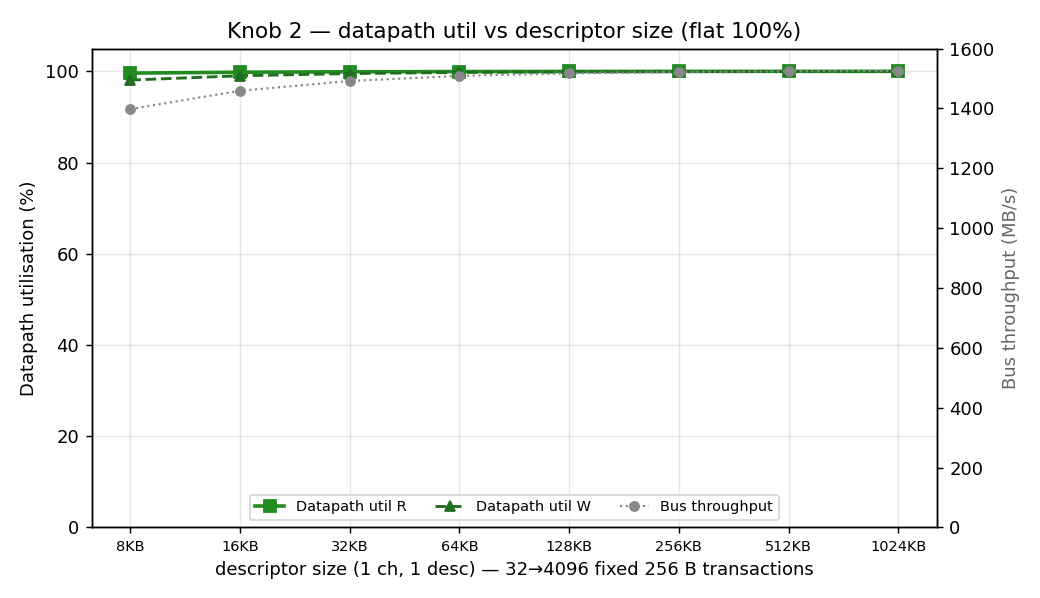 Knob 2 — datapath util vs descriptor size (flat 100%)
Datapath utilisation (%)
100
80
60
40
20
0
1600
1400
1200
1000
800
600
400
200
0
Bus throughput (MB/s)
Datapath util R
Datapath util W
Bus throughput
8KB
16KB
32KB
64KB
128KB
256KB
512KB
1024KB
descriptor size (1 ch, 1 desc) — 32→4096 fixed 256 B transactions